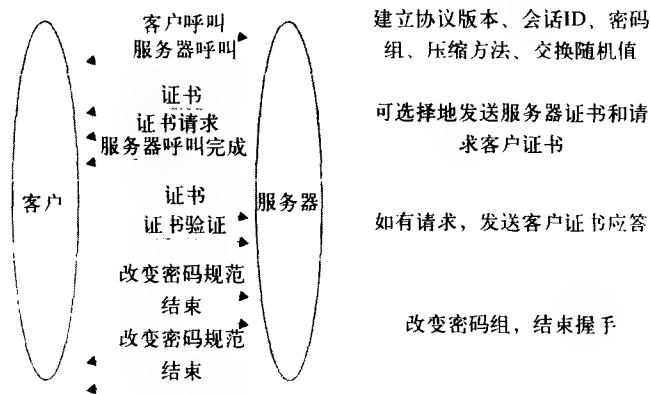 客户呼叫
服务器呼叫
建立协议版本、会话ID、密码
组、压缩方法、交换随机值
证书
证书请求
服务器呼叫完成
可选择地发送服务器证书和请
求客户证书
客户
证书
证书验证
服务器
如有请求，发送客户证书应答
改变密码规范
结束
改变密码规范
结束
改变密码组，结束握手